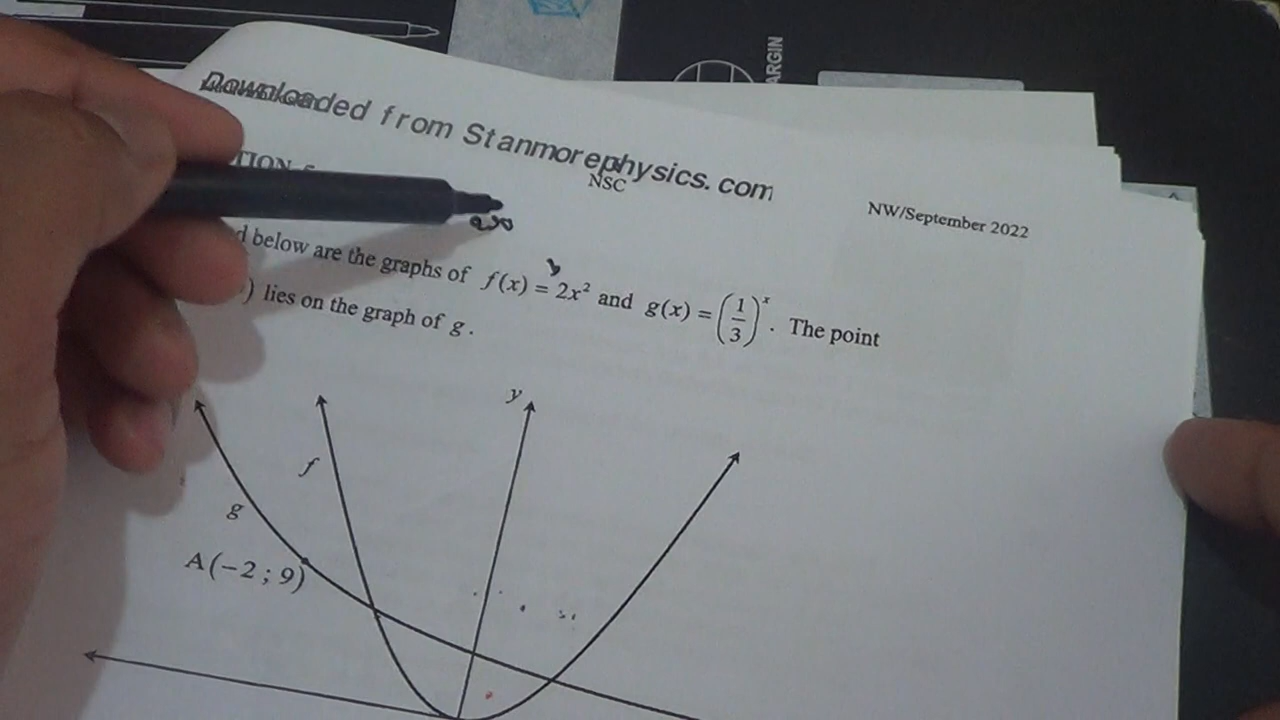 Downloaded from Stanmorephysics.com
NSC
NW/September 2022
below are the graphs of f(x) = 2x² and g(x) = (1/3)^x. The point
) lies on the graph of g.
y
f
g
A(−2 ; 9)